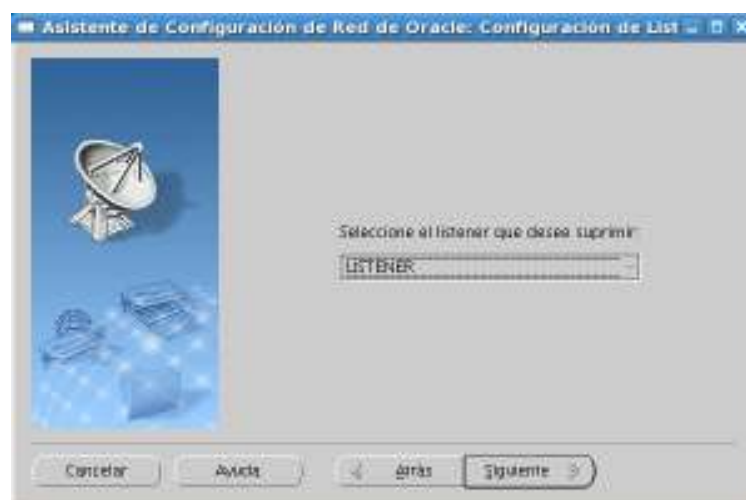 Asistente de Configuración de Red de Oracle: Configuración de List
Seleccione el listener que desee suprimir
LISTENER
Cancelar
Ayuda
Atrás
Siguiente